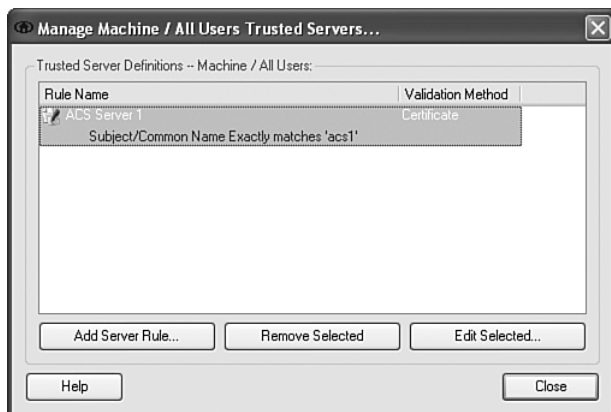 Manage Machine / All Users Trusted Servers...
Trusted Server Definitions -- Machine / All Users:
Rule Name Validation Method
ACS Server 1 Certificate
Subject/Common Name Exactly matches 'acs1'
Add Server Rule... Remove Selected Edit Selected...
Help Close